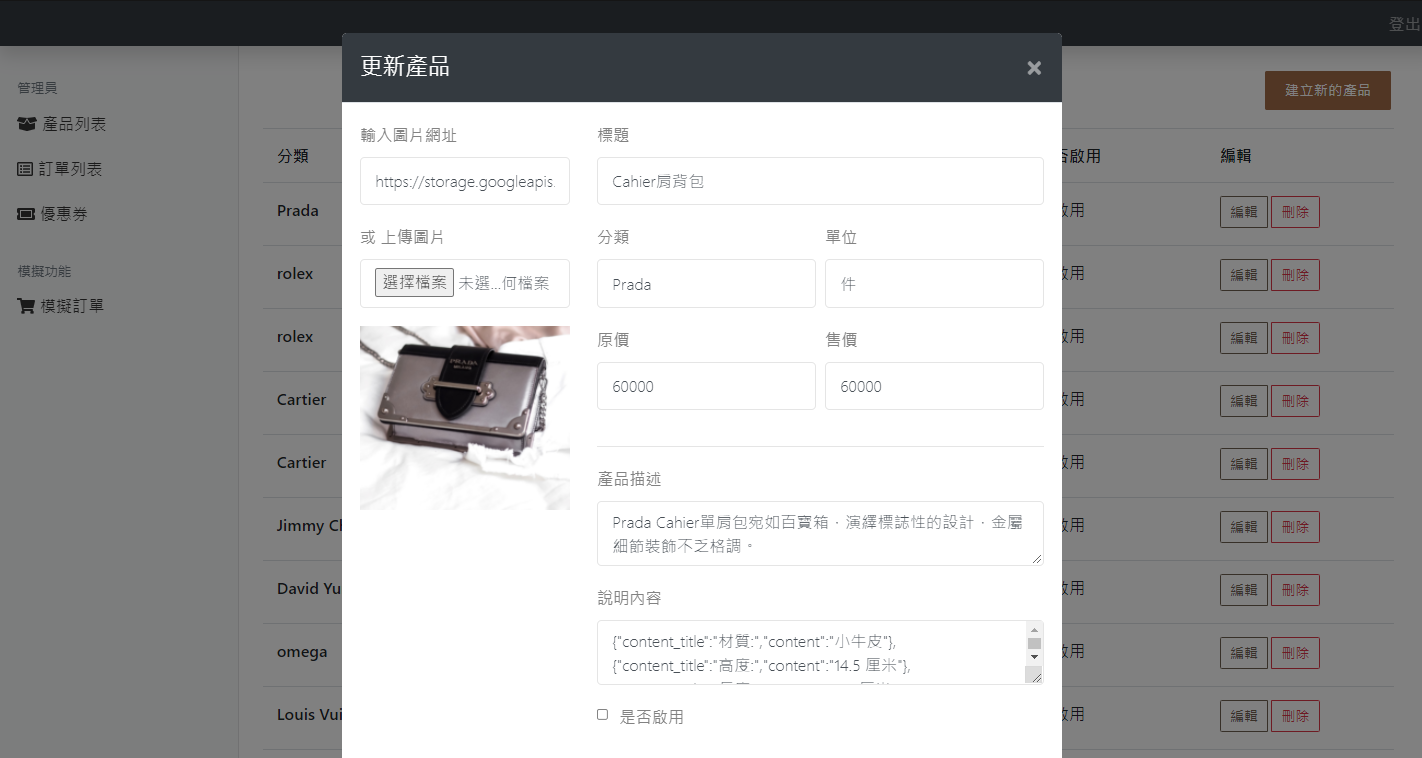 登出
更新產品
×
管理員
產品列表
訂單列表
優惠券
模擬功能
模擬訂單
建立新的產品
分類
啟用
編輯
Prada
啟用
編輯
刪除
rolex
啟用
編輯
刪除
rolex
啟用
編輯
刪除
Cartier
啟用
編輯
刪除
Cartier
啟用
編輯
刪除
Jimmy
啟用
編輯
刪除
David
啟用
編輯
刪除
omega
啟用
編輯
刪除
Louis
啟用
編輯
刪除
輸入圖片網址
https://storage.googleapis.
或 上傳圖片
選擇檔案 未選...何檔案
PRADA
MILANO
標題
Cahier肩背包
分類
單位
Prada
件
原價
售價
60000
60000
產品描述
Prada Cahier單肩包宛如百寶箱，演繹標誌性的設計，金屬
細節裝飾不乏格調。
說明內容
{"content_title":"材質:","content":"小牛皮"},
{"content_title":"高度:","content":"14.5 厘米"},
是否啟用